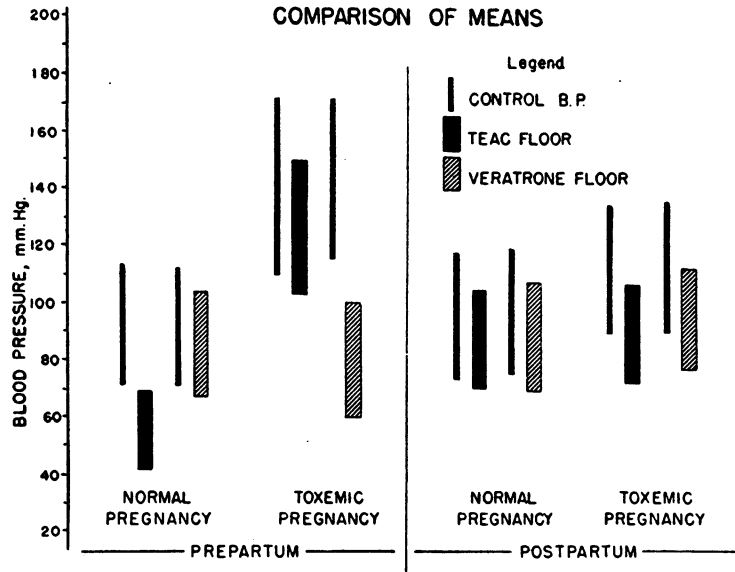 COMPARISON OF MEANS
Legend
CONTROL B.P.
TEAC FLOOR
VERATRONE FLOOR
BLOOD PRESSURE, mm.Hg.
200
180
160
140
120
100
80
60
40
20
NORMAL PREGNANCY
TOXEMIC PREGNANCY
NORMAL PREGNANCY
TOXEMIC PREGNANCY
PREPARTUM
POSTPARTUM